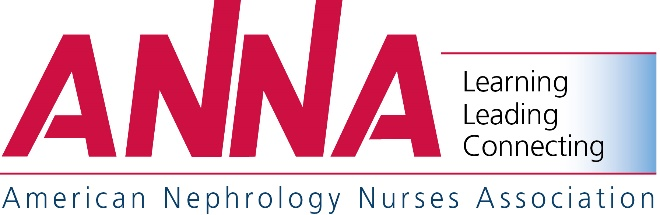 ANNA
Learning
Leading
Connecting
American Nephrology Nurses Association